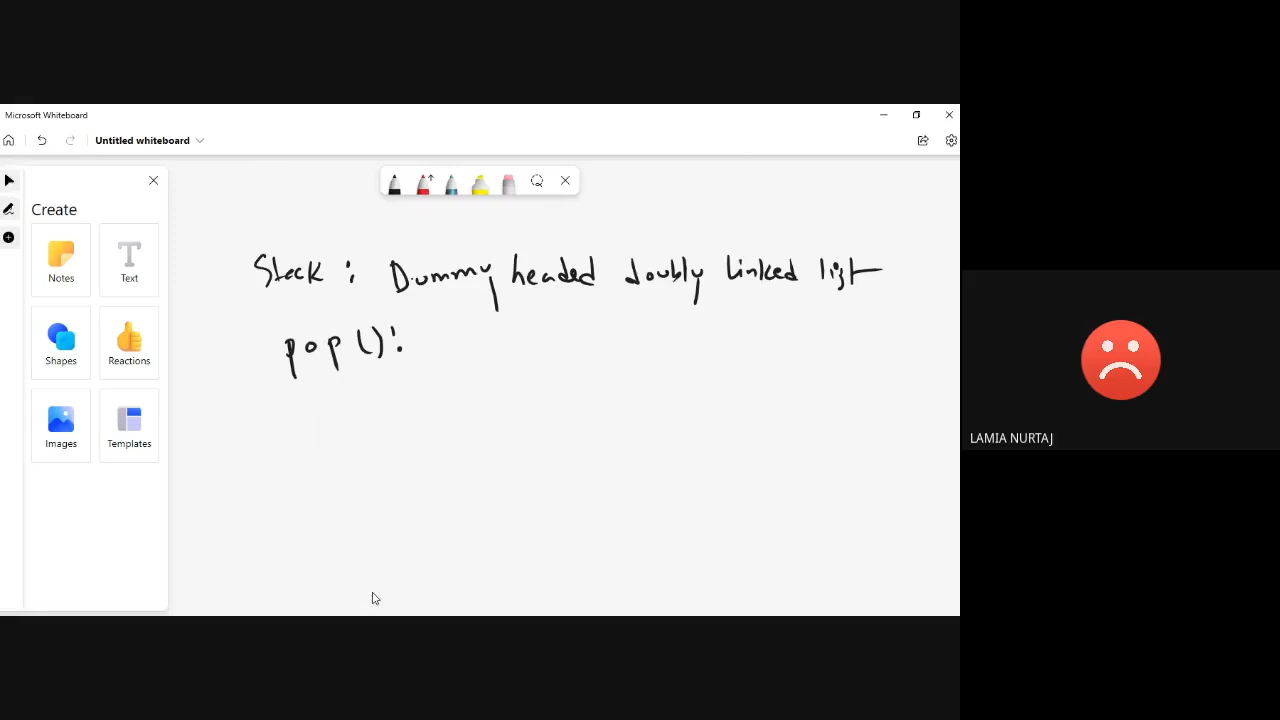 Microsoft Whiteboard
Untitled whiteboard
Create
Notes
Text
Shapes
Reactions
Images
Templates
Stack : Dummy headed doubly linked list
pop():
LAMIA NURTAJ